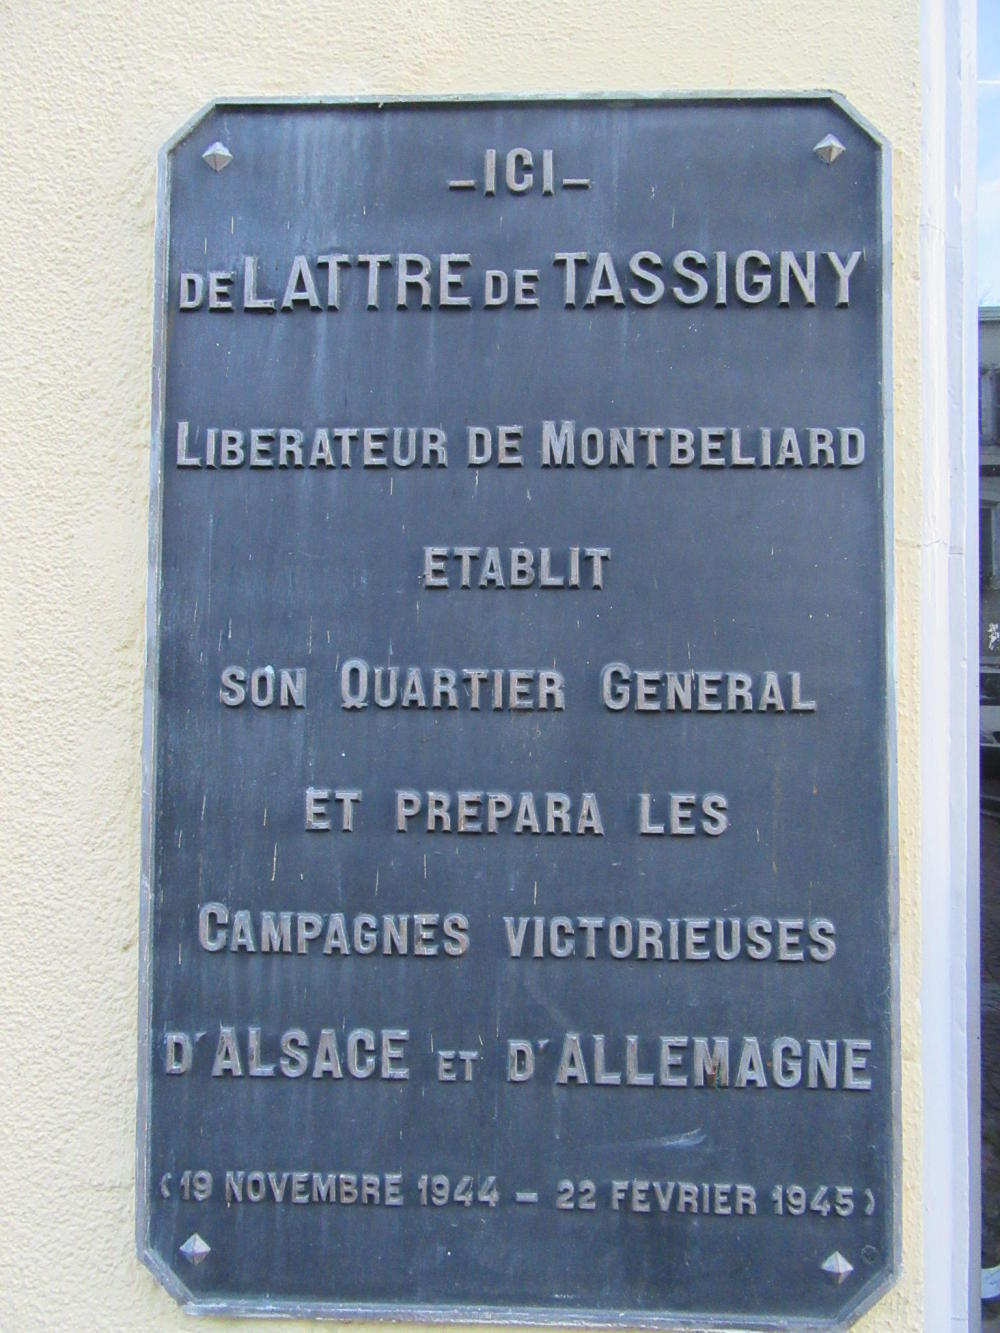 –ICI–
DE LATTRE DE TASSIGNY
LIBERATEUR DE MONTBELIARD
ETABLIT
SON QUARTIER GENERAL
ET PREPARA LES
CAMPAGNES VICTORIEUSES
D'ALSACE ET D'ALLEMAGNE
(19 NOVEMBRE 1944 – 22 FEVRIER 1945)